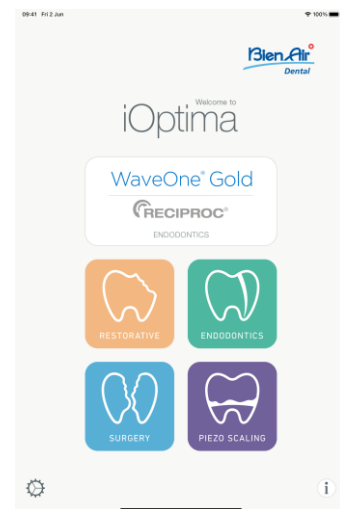 09:41 Fri 2 Jun 100%
Bien Air
Dental
Welcome to
iOptima
WaveOne® Gold
RECIPROC®
ENDODONTICS
RESTORATIVE
ENDODONTICS
SURGERY
PIEZO SCALING
i